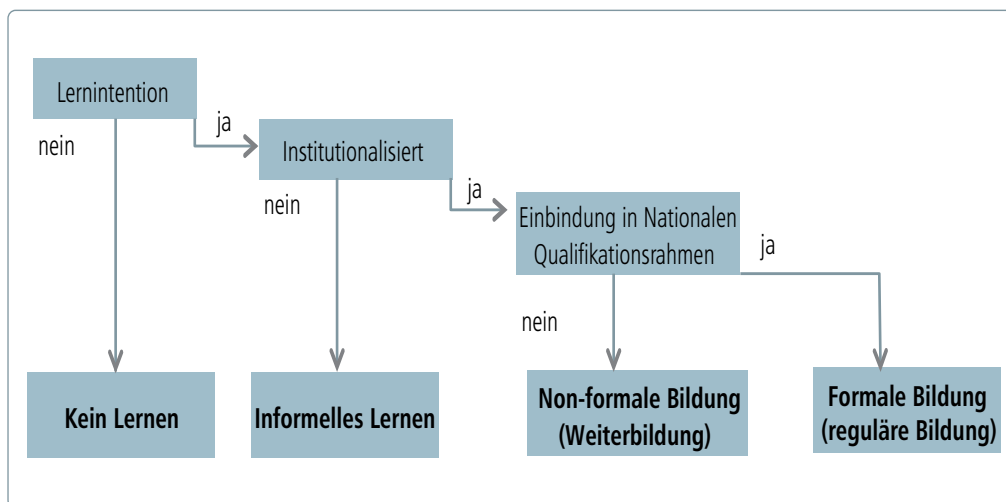 Lernintention
nein
ja
Institutionalisiert
nein
ja
Einbindung in Nationalen
Qualifikationsrahmen
ja
nein
Kein Lernen
Informelles Lernen
Non-formale Bildung
(Weiterbildung)
Formale Bildung
(reguläre Bildung)